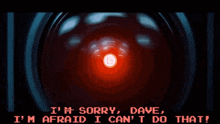 I'M SORRY, DAVE,
I'M AFRAID I CAN'T DO THAT!